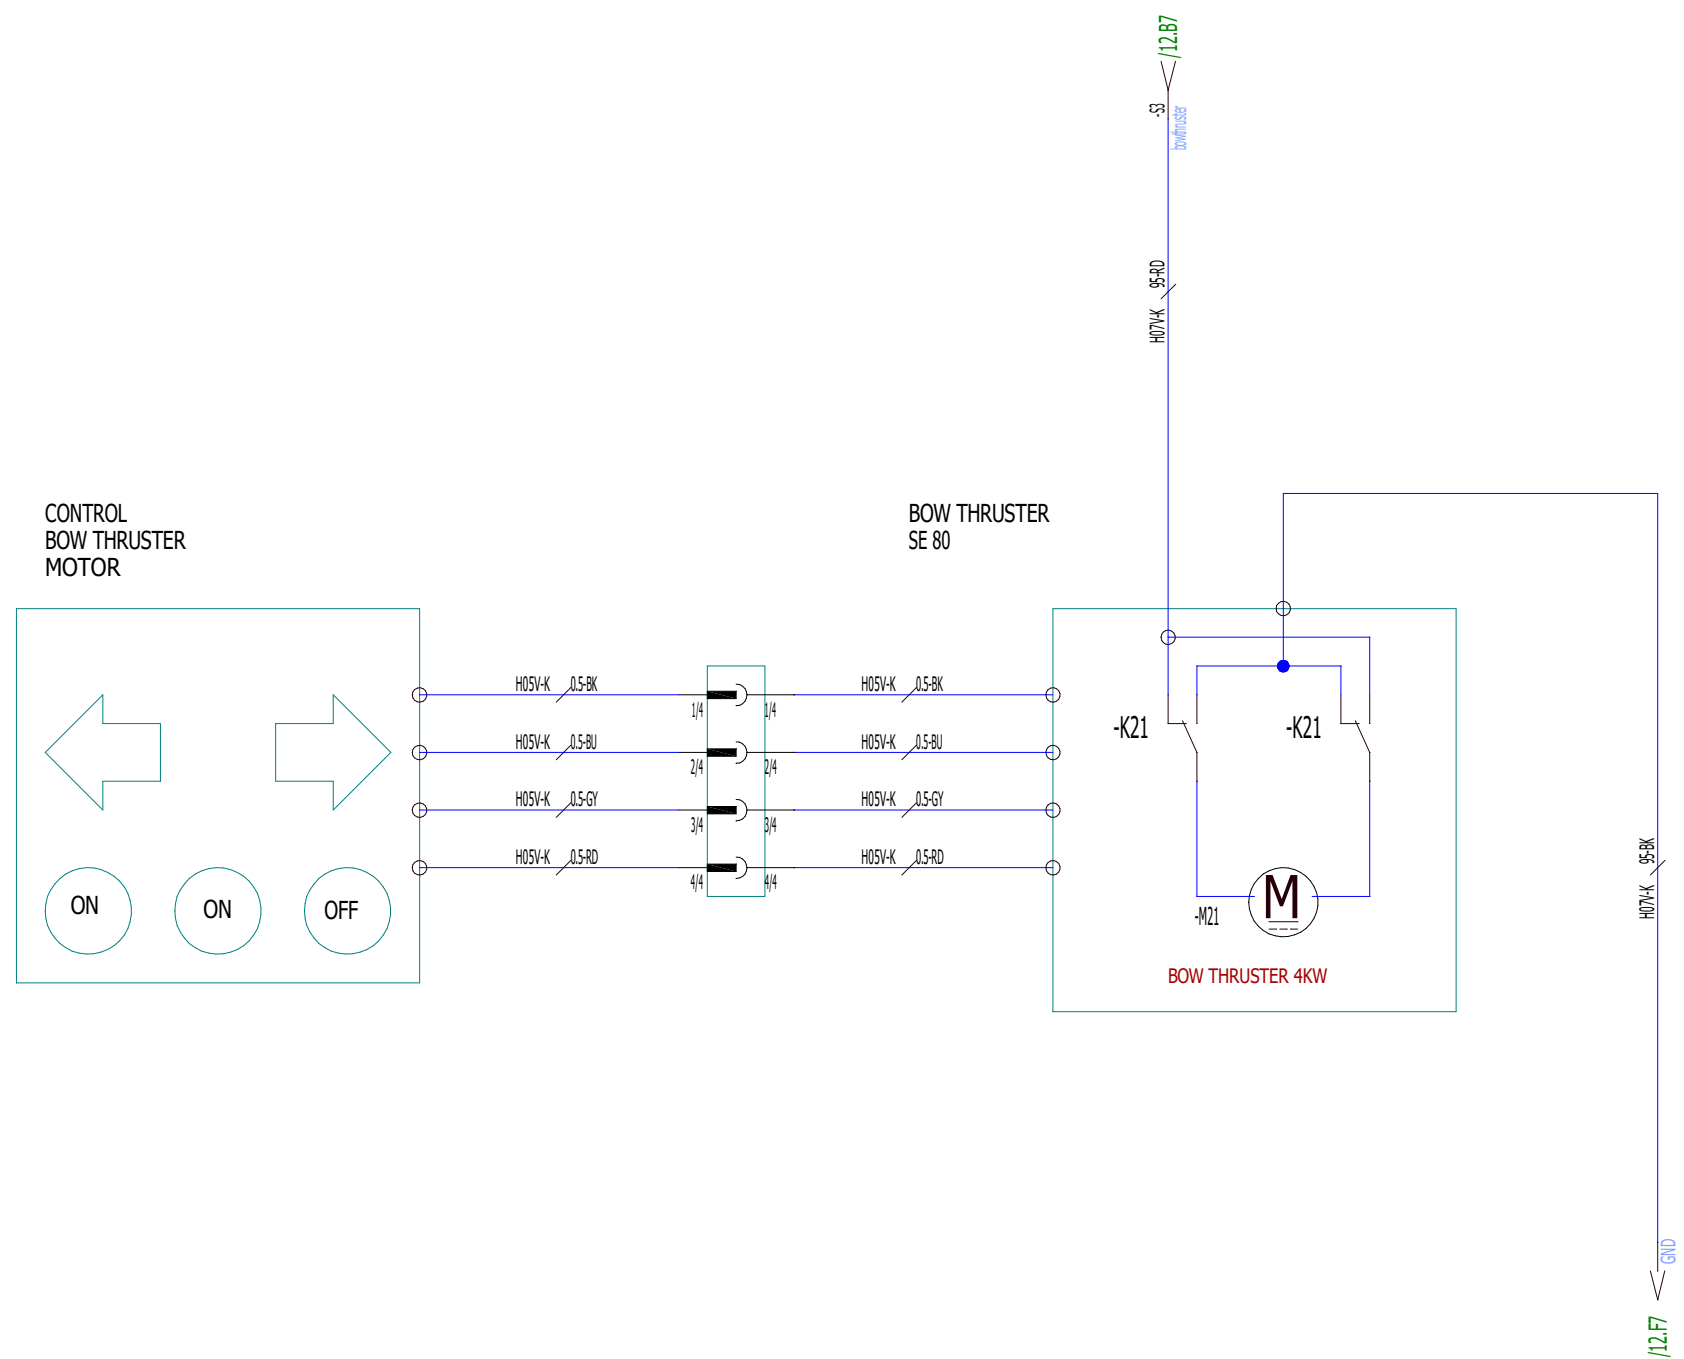 /12.B7
-S3
bowthruster
95-RD
H07V-K
CONTROL
BOW THRUSTER
MOTOR
BOW THRUSTER
SE 80
H05V-K 0.5-BK
1/4 1/4
H05V-K 0.5-BK
H05V-K 0.5-BU
2/4 2/4
H05V-K 0.5-BU
H05V-K 0.5-GY
3/4 3/4
H05V-K 0.5-GY
H05V-K 0.5-RD
4/4 4/4
H05V-K 0.5-RD
ON ON OFF
-K21 -K21
M
-M21
BOW THRUSTER 4KW
95-BK
H07V-K
GND
/12.F7